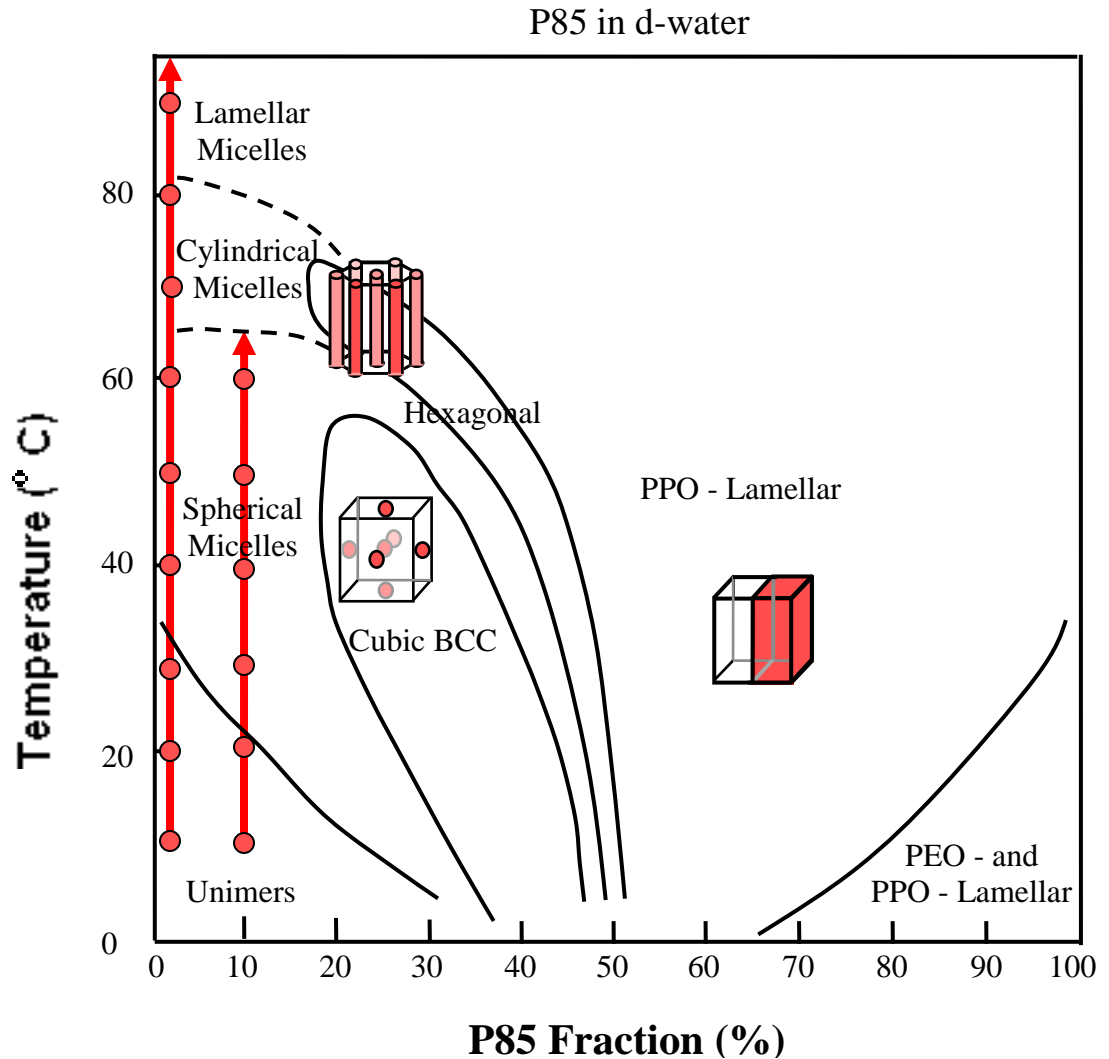 P85 in d-water
Lamellar
Micelles
80
Cylindrical
Micelles
60
Hexagonal
PPO - Lamellar
Spherical
Micelles
40
Cubic BCC
20
PEO - and
PPO - Lamellar
Unimers
0
0 10 20 30 40 50 60 70 80 90 100
P85 Fraction (%)
Temperature (° C)